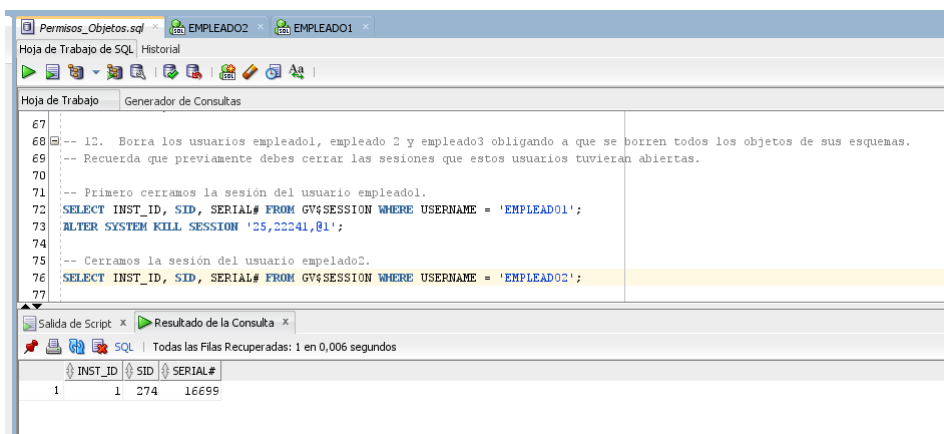 Permisos_Objetos.sql EMPLEADO2 EMPLEADO1
Hoja de Trabajo de SQL Historial
Hoja de Trabajo Generador de Consultas
67
68 -- 12. Borra los usuarios empleado1, empleado 2 y empleado3 obligando a que se borren todos los objetos de sus esquemas.
69 -- Recuerda que previamente debes cerrar las sesiones que estos usuarios tuvieran abiertas.
70
71 -- Primero cerramos la sesión del usuario empleado1.
72 SELECT INST_ID, SID, SERIAL# FROM GV$SESSION WHERE USERNAME = 'EMPLEADO1';
73 ALTER SYSTEM KILL SESSION '25,22241,@1';
74
75 -- Cerramos la sesión del usuario empelado2.
76 SELECT INST_ID, SID, SERIAL# FROM GV$SESSION WHERE USERNAME = 'EMPLEADO2';
77
Salida de Script x Resultado de la Consulta x
SQL | Todas las Filas Recuperadas: 1 en 0,006 segundos
INST_ID SID SERIAL#
1 1 274 16699